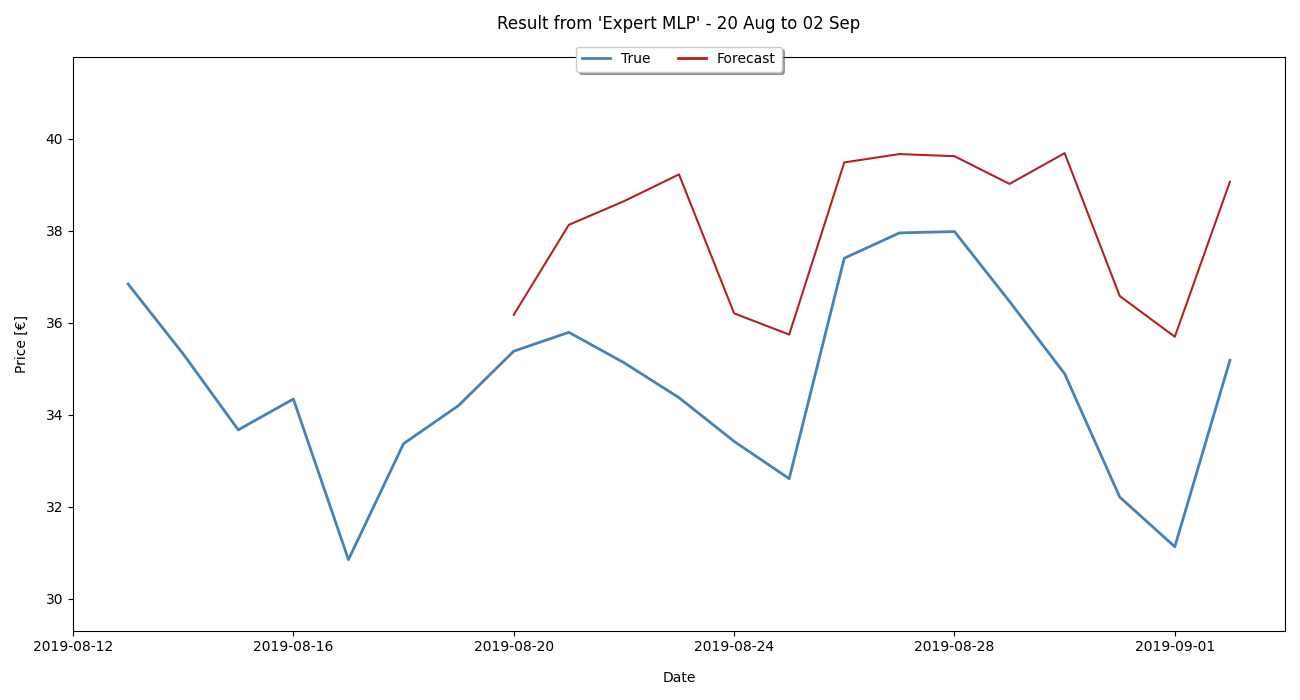 Result from 'Expert MLP' - 20 Aug to 02 Sep
True Forecast
Price [€]
40
38
36
34
32
30
2019-08-12 2019-08-16 2019-08-20 2019-08-24 2019-08-28 2019-09-01
Date